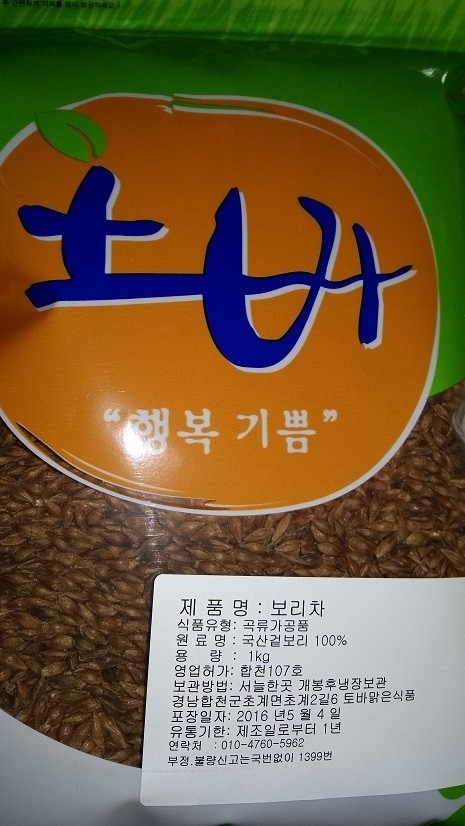 토바
“행복 기쁨”
제 품 명 : 보리차
식품유형: 곡류가공품
원 료 명 : 국산겉보리 100%
용 량 : 1kg
영업허가: 합천107호
보관방법: 서늘한곳 개봉후냉장보관
경남합천군초계면초계2길6 토바맑은식품
포장일자: 2016 년5 월 4 일
유통기한: 제조일로부터 1년
연락처 : 010-4760-5962
부정.불량신고는국번없이 1399번